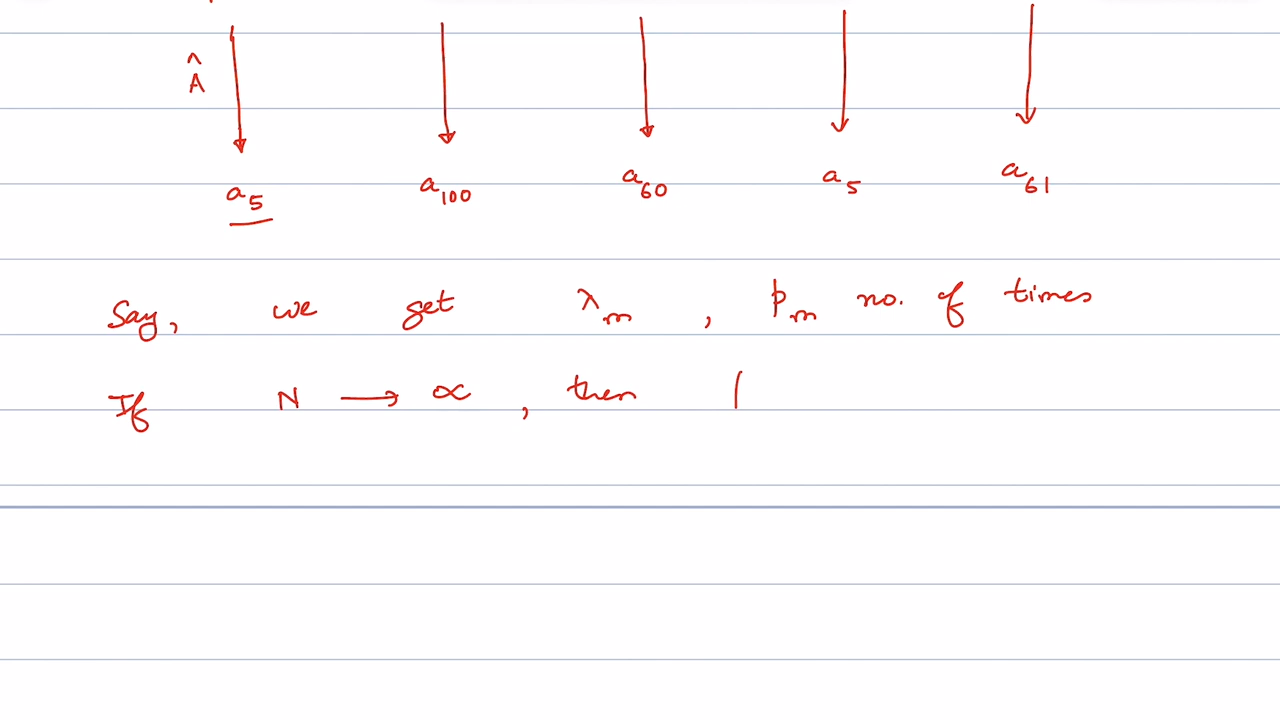 Â
a₅ a₁₀₀ a₆₀ a₅ a₆₁
Say, we get λₘ , pₘ no. of times
If N ⟶ ∝ , then |